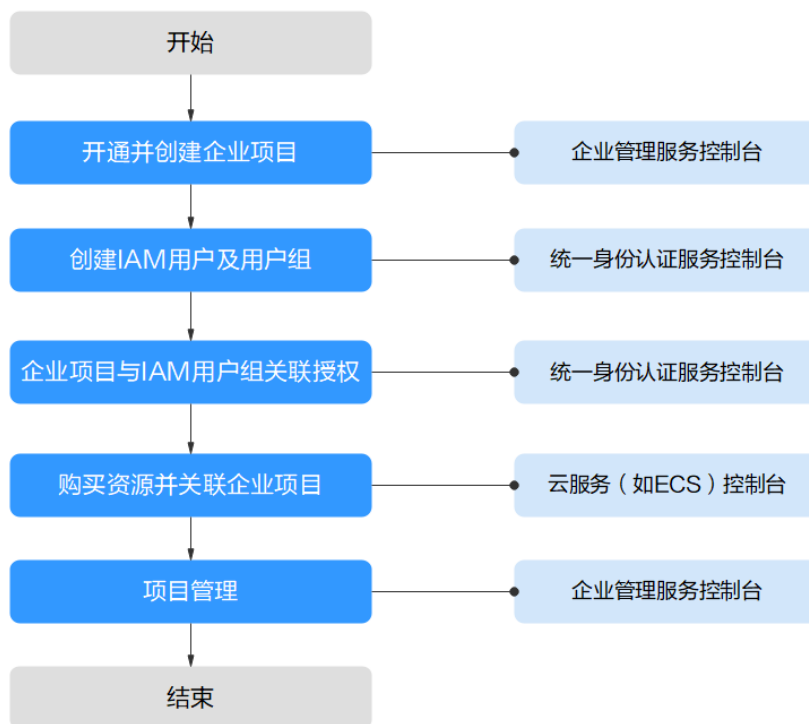 开始
开通并创建企业项目
企业管理服务控制台
创建IAM用户及用户组
统一身份认证服务控制台
企业项目与IAM用户组关联授权
统一身份认证服务控制台
购买资源并关联企业项目
云服务（如ECS）控制台
项目管理
企业管理服务控制台
结束